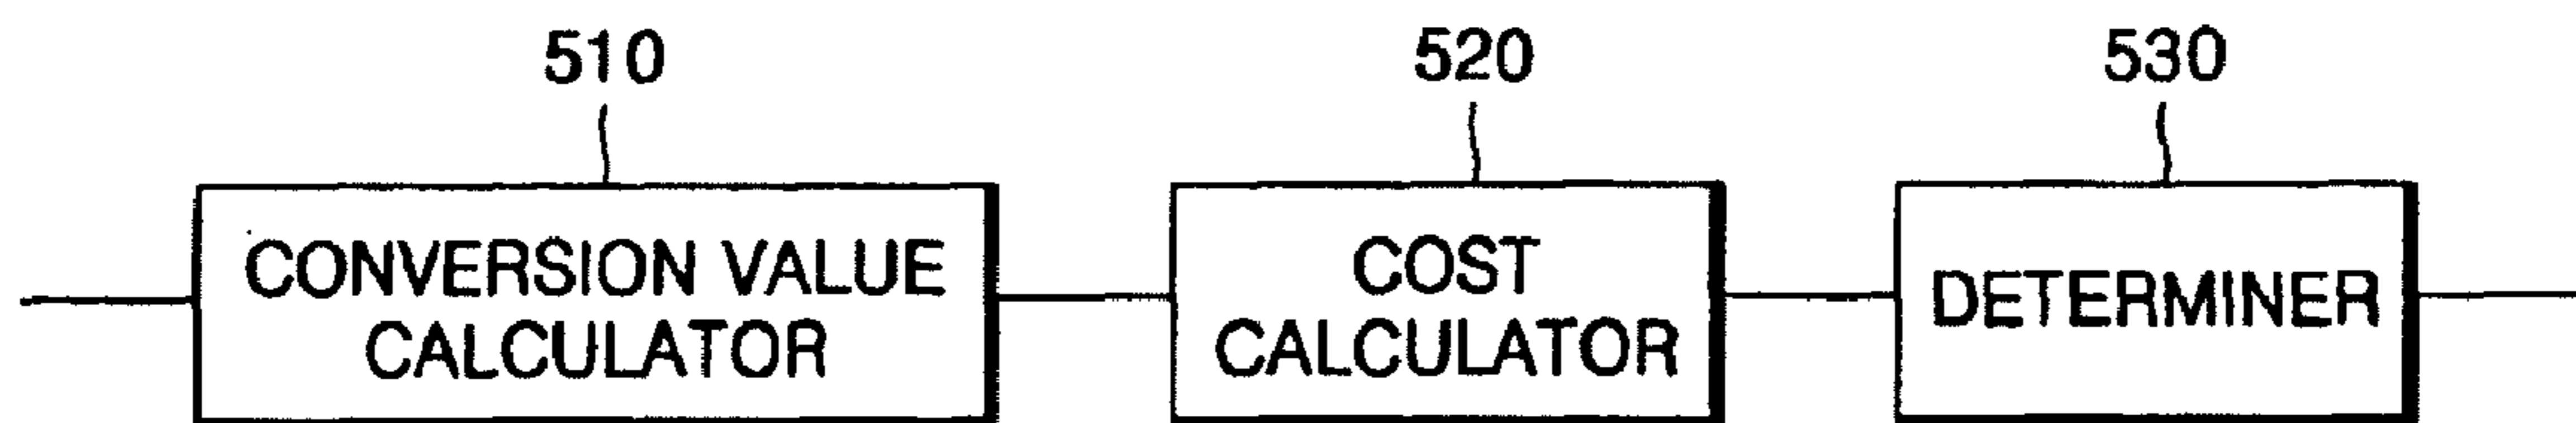 510
520
530
CONVERSION VALUE
CALCULATOR
COST
CALCULATOR
DETERMINER